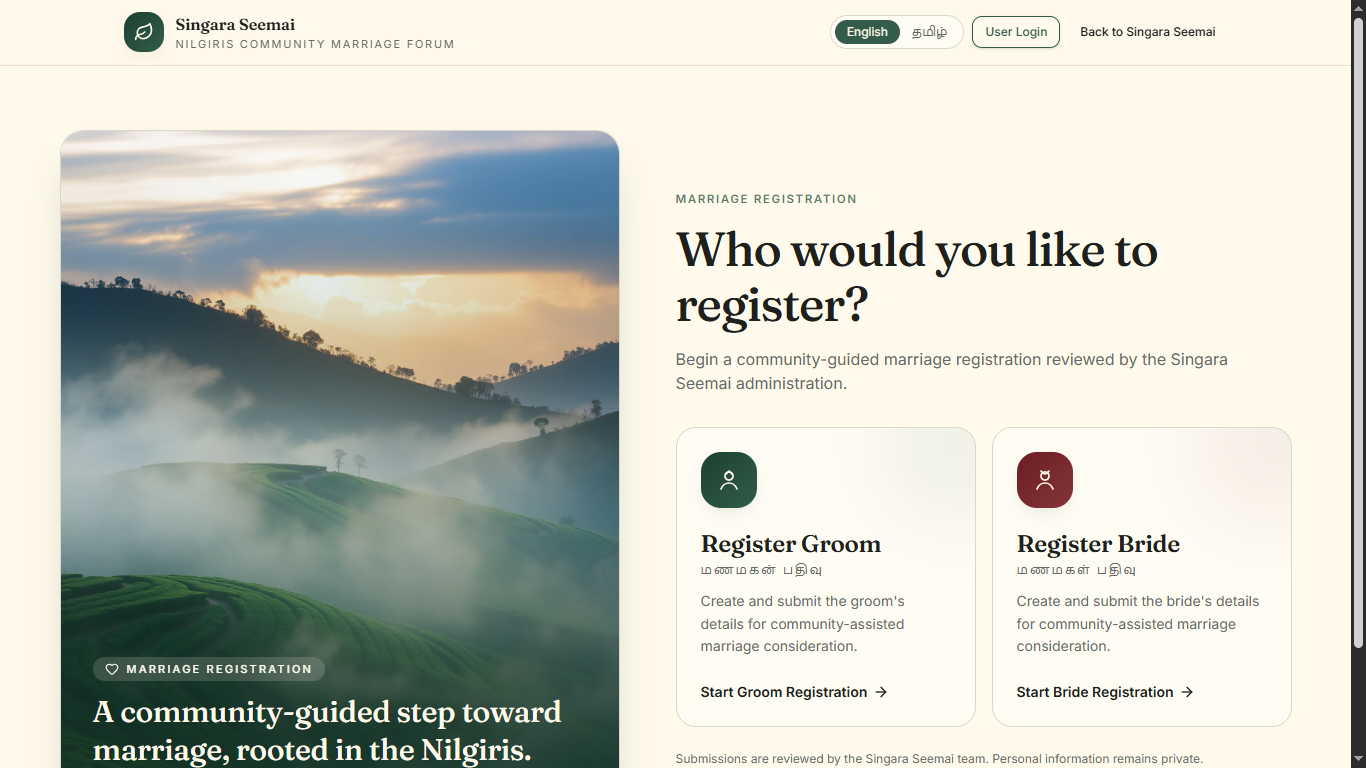 Singara Seemai
NILGIRIS COMMUNITY MARRIAGE FORUM
English
தமிழ்
User Login
Back to Singara Seemai
MARRIAGE REGISTRATION
A community-guided step toward
marriage, rooted in the Nilgiris.
MARRIAGE REGISTRATION
Who would you like to
register?
Begin a community-guided marriage registration reviewed by the Singara
Seemai administration.
Register Groom
மணமகன் பதிவு
Create and submit the groom's
details for community-assisted
marriage consideration.
Start Groom Registration →
Register Bride
மணமகள் பதிவு
Create and submit the bride's details
for community-assisted marriage
consideration.
Start Bride Registration →
Submissions are reviewed by the Singara Seemai team. Personal information remains private.